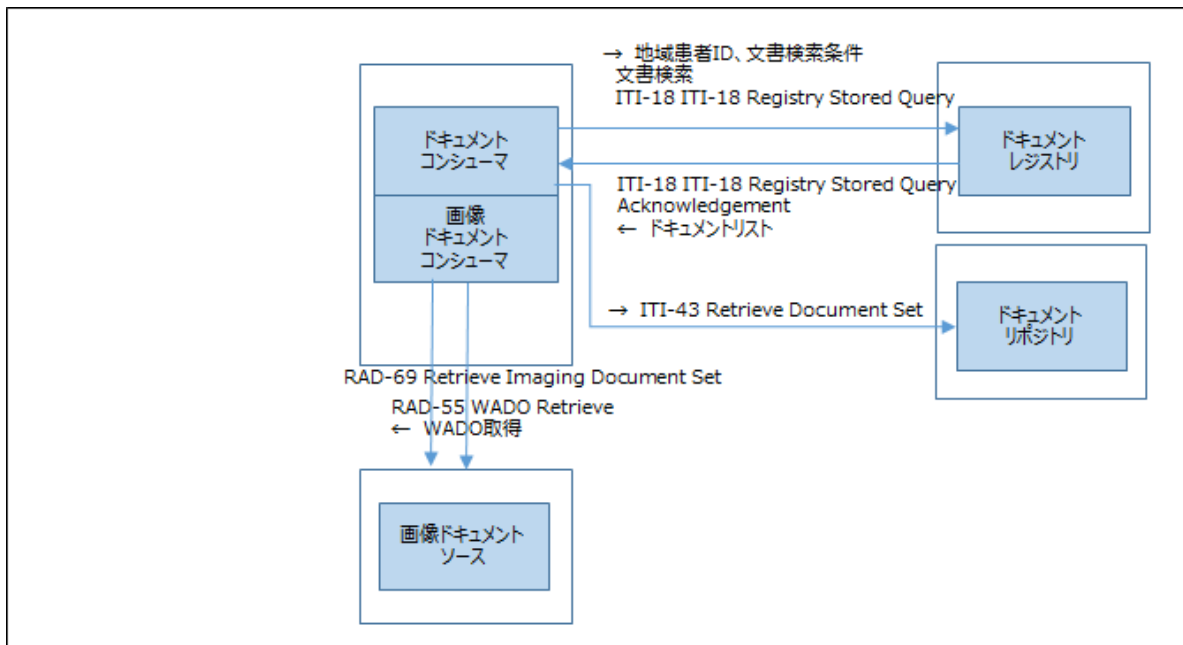 → 地域患者ID、文書検索条件
文書検索
ITI-18 ITI-18 Registry Stored Query
ドキュメント
コンシューマ
ドキュメント
レジストリ
ITI-18 ITI-18 Registry Stored Query
Acknowledgement
← ドキュメントリスト
画像
ドキュメント
コンシューマ
→ ITI-43 Retrieve Document Set
ドキュメント
リポジトリ
RAD-69 Retrieve Imaging Document Set
RAD-55 WADO Retrieve
← WADO取得
画像ドキュメント
ソース